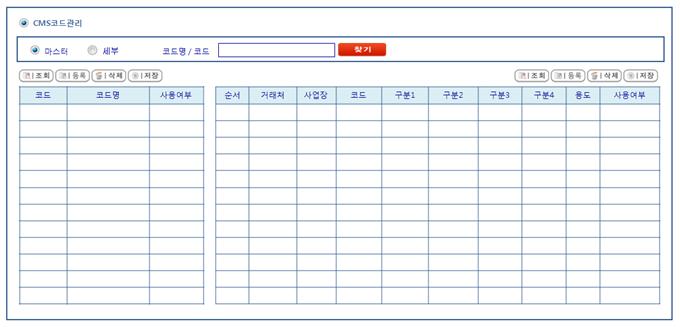 CMS코드관리
마스터 세부 코드명 / 코드 찾기
조회 등록 삭제 저장 조회 등록 삭제 저장
코드 코드명 사용여부 순서 거래처 사업장 코드 구분1 구분2 구분3 구분4 용도 사용여부